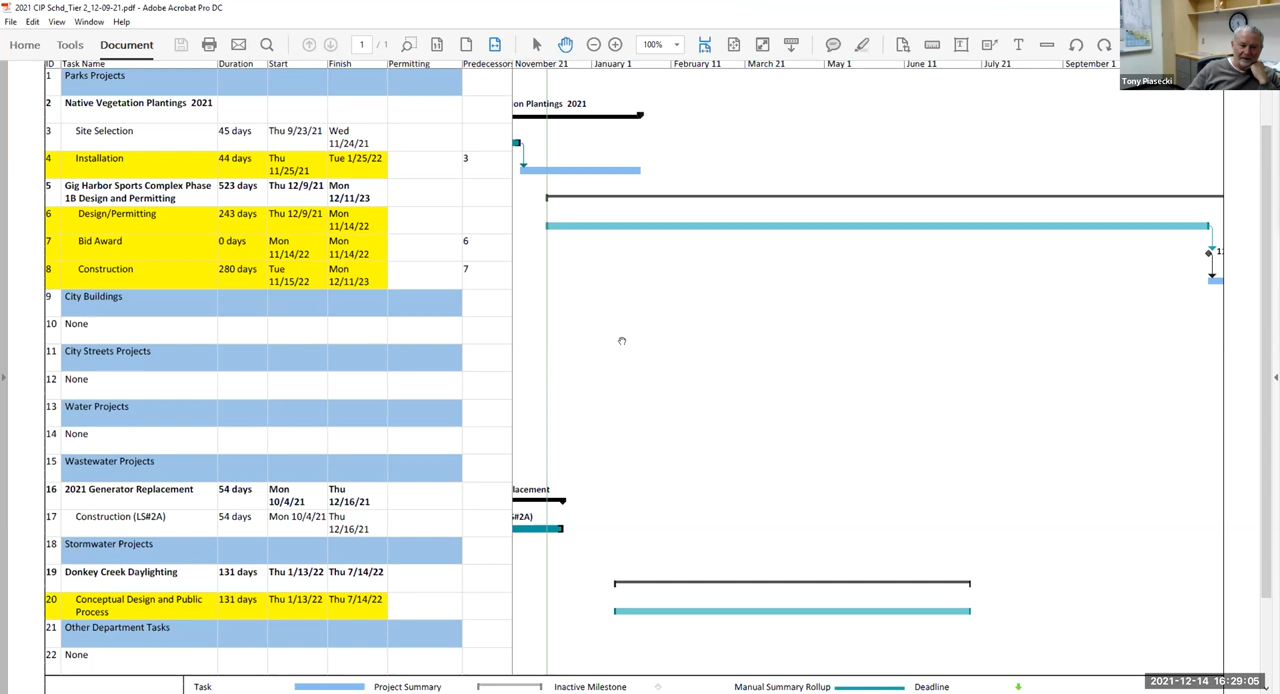 2021 CIP Schd_Tier 2_12-09-21.pdf - Adobe Acrobat Pro DC
File Edit View Window Help
Home Tools Document 1 / 1 100%
ID Task Name Duration Start Finish Permitting Predecessors November 21 January 1 February 11 March 21 May 1 June 11 July 21 September 1
Tony Piasecki
1 Parks Projects
2 Native Vegetation Plantings 2021 on Plantings 2021
3 Site Selection 45 days Thu 9/23/21 Wed
11/24/21
4 Installation 44 days Thu Tue 1/25/22 3
11/25/21
5 Gig Harbor Sports Complex Phase 523 days Thu 12/9/21 Mon
1B Design and Permitting 12/11/23
6 Design/Permitting 243 days Thu 12/9/21 Mon
11/14/22
7 Bid Award 0 days Mon Mon 6
11/14/22 11/14/22
8 Construction 280 days Tue Mon 7
11/15/22 12/11/23
9 City Buildings
10 None
11 City Streets Projects
12 None
13 Water Projects
14 None
15 Wastewater Projects
16 2021 Generator Replacement 54 days Mon Thu lacement
10/4/21 12/16/21
17 Construction (LS#2A) 54 days Mon 10/4/21 Thu S#2A)
12/16/21
18 Stormwater Projects
19 Donkey Creek Daylighting 131 days Thu 1/13/22 Thu 7/14/22
20 Conceptual Design and Public 131 days Thu 1/13/22 Thu 7/14/22
Process
21 Other Department Tasks
22 None
Task Project Summary Inactive Milestone Manual Summary Rollup Deadline
2021-12-14 16:29:05